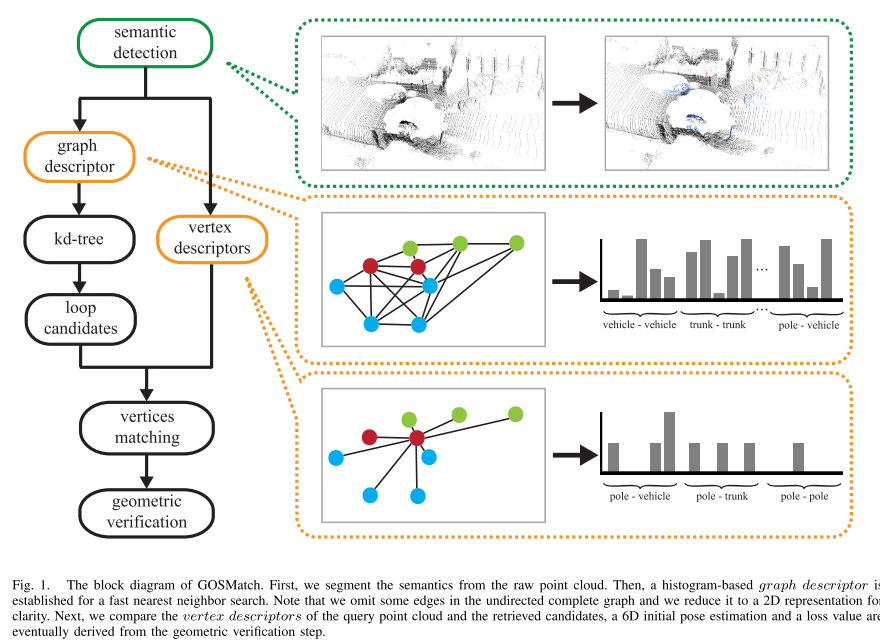 semantic
detection
graph
descriptor
kd-tree
vertex
descriptors
loop
candidates
vertices
matching
geometric
verification
...
vehicle - vehicle
trunk - trunk
...
pole - vehicle
pole - vehicle
pole - trunk
pole - pole
Fig. 1. The block diagram of GOSMatch. First, we segment the semantics from the raw point cloud. Then, a histogram-based graph descriptor is
established for a fast nearest neighbor search. Note that we omit some edges in the undirected complete graph and we reduce it to a 2D representation for
clarity. Next, we compare the vertex descriptors of the query point cloud and the retrieved candidates, a 6D initial pose estimation and a loss value are
eventually derived from the geometric verification step.